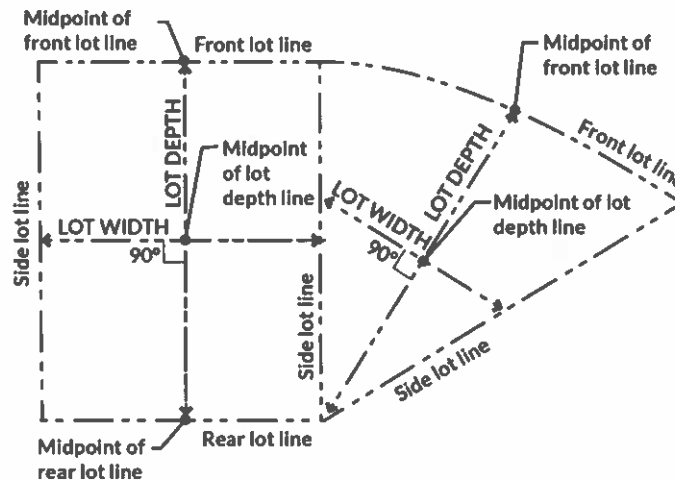 Midpoint of
front lot line
Front lot line
Midpoint of
front lot line
Front lot line
LOT DEPTH
Midpoint
of lot
depth line
LOT DEPTH
Side lot line
LOT WIDTH
90°
LOT WIDTH
Midpoint of lot
depth line
90°
Side lot line
Side lot line
Midpoint of
rear lot line
Rear lot line